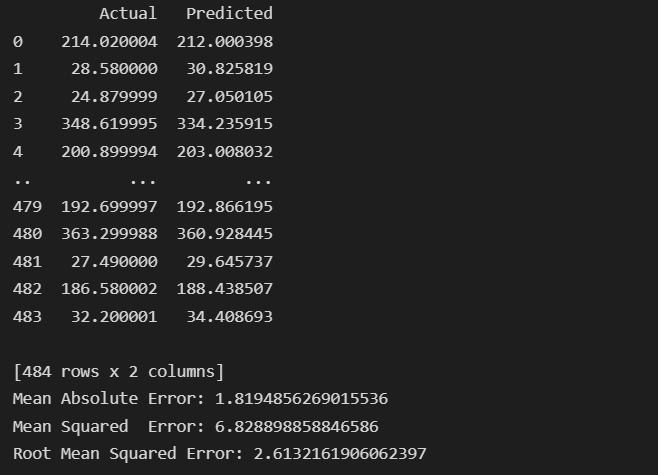 Actual Predicted
0 214.020004 212.000398
1 28.580000 30.825819
2 24.879999 27.050105
3 348.619995 334.235915
4 200.899994 203.008032
.. ... ...
479 192.699997 192.866195
480 363.299988 360.928445
481 27.490000 29.645737
482 186.580002 188.438507
483 32.200001 34.408693
[484 rows x 2 columns]
Mean Absolute Error: 1.8194856269015536
Mean Squared  Error: 6.828898858846586
Root Mean Squared Error: 2.6132161906062397